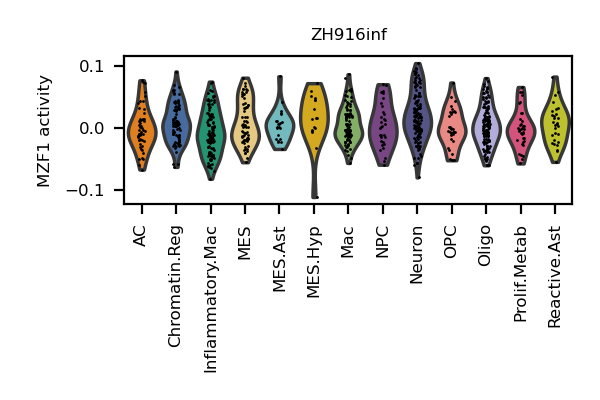 ZH916inf
MZF1 activity
0.1
0.0
−0.1
AC
Chromatin.Reg
Inflammatory.Mac
MES
MES.Ast
MES.Hyp
Mac
NPC
Neuron
OPC
Oligo
Prolif.Metab
Reactive.Ast